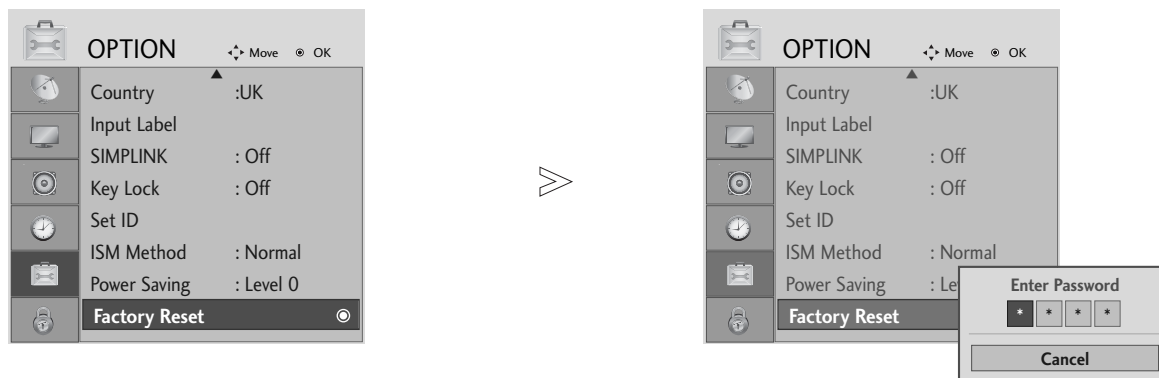 OPTION Move OK
Country :UK
Input Label
SIMPLINK : Off
Key Lock : Off
Set ID
ISM Method : Normal
Power Saving : Level 0
Factory Reset
OPTION Move OK
Country :UK
Input Label
SIMPLINK : Off
Key Lock : Off
Set ID
ISM Method : Normal
Power Saving : Le
Factory Reset
Enter Password
* * * *
Cancel